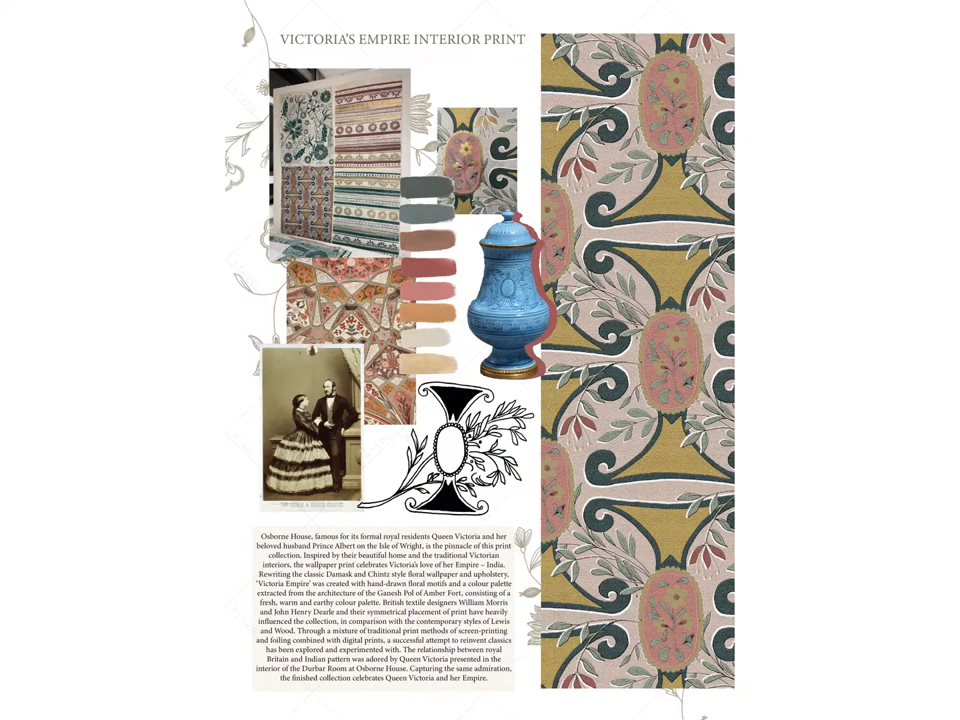 VICTORIA'S EMPIRE INTERIOR PRINT
Osborne House, famous for its formal royal residents Queen Victoria and her
beloved husband Prince Albert on the Isle of Wright, is the pinnacle of this print
collection. Inspired by their beautiful home and the traditional Victorian
interiors, the wallpaper print celebrates Victoria's love of her Empire – India.
Rewriting the classic Damask and Chintz style floral wallpaper and upholstery,
'Victoria Empire' was created with hand-drawn floral motifs and a colour palette
extracted from the architecture of the Ganesh Pol of Amber Fort, consisting of a
fresh, warm and earthy colour palette. British textile designers William Morris
and John Henry Dearle and their symmetrical placement of print have heavily
influenced the collection, in comparison with the contemporary styles of Lewis
and Wood. Through a mixture of traditional print methods of screen-printing
and foiling combined with digital prints, a successful attempt to reinvent classics
has been explored and experimented with. The relationship between royal
Britain and Indian pattern was adored by Queen Victoria presented in the
interior of the Durbar Room at Osborne House. Capturing the same admiration,
the finished collection celebrates Queen Victoria and her Empire.